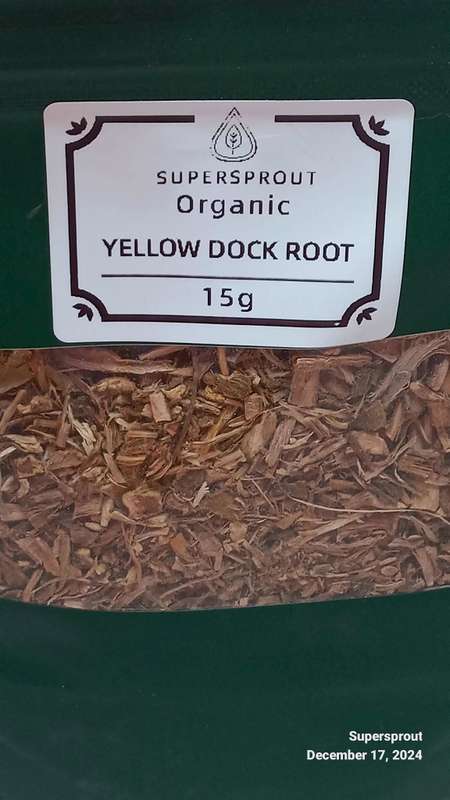 SUPERSPROUT
Organic
YELLOW DOCK ROOT
15g
Supersprout
December 17, 2024